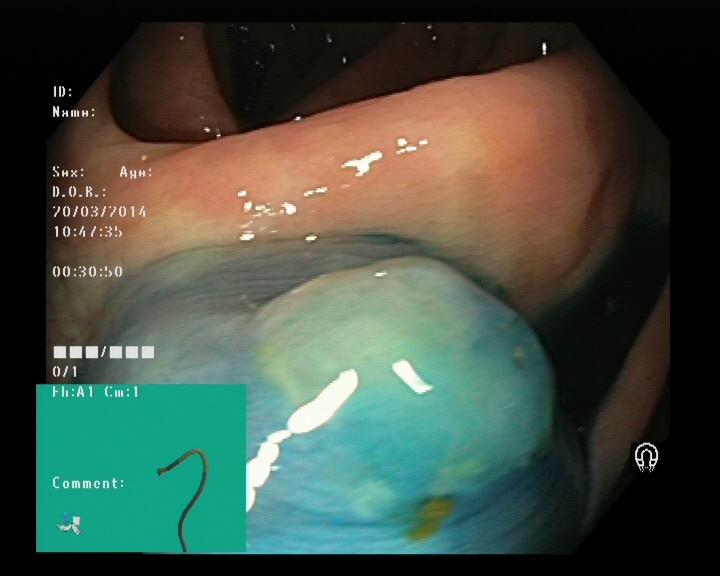 ID:
Name:
Sex: Age:
D.O.B.:
20/03/2014
10:47:35
00:30:50
/
0/1
Eh:A1 Cm:1
Comment: